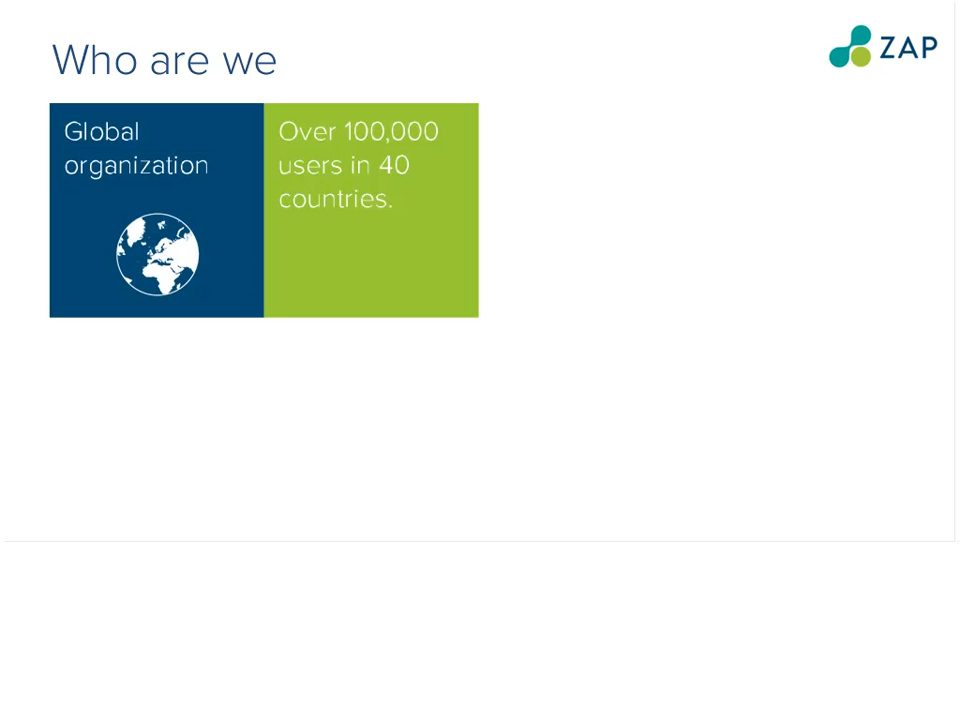 Who are we
ZAP
Global
organization
Over 100,000
users in 40
countries.